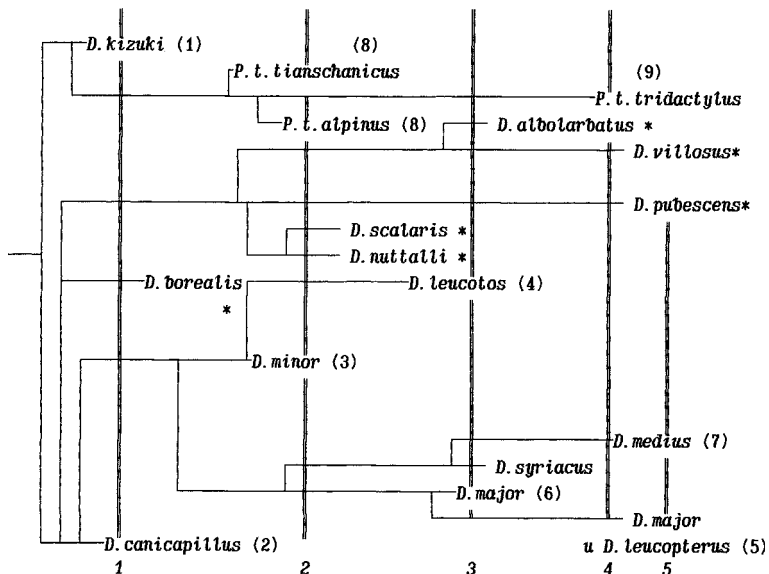 D.kizuki (1)
(8)
P.t.tianschanicus
(9)
P.t.tridactylus
P.t.alpinus (8)
D.albolarbatus *
D.villosus*
D.pubescens*
D.scalaris *
D.nuttalli *
D.borealis
*
D.leucotos (4)
D.minor (3)
D.medius (7)
D.syriacus
D.major (6)
D.major
D.canicapillus (2)
u D.leucopterus (5)
1 2 3 4 5